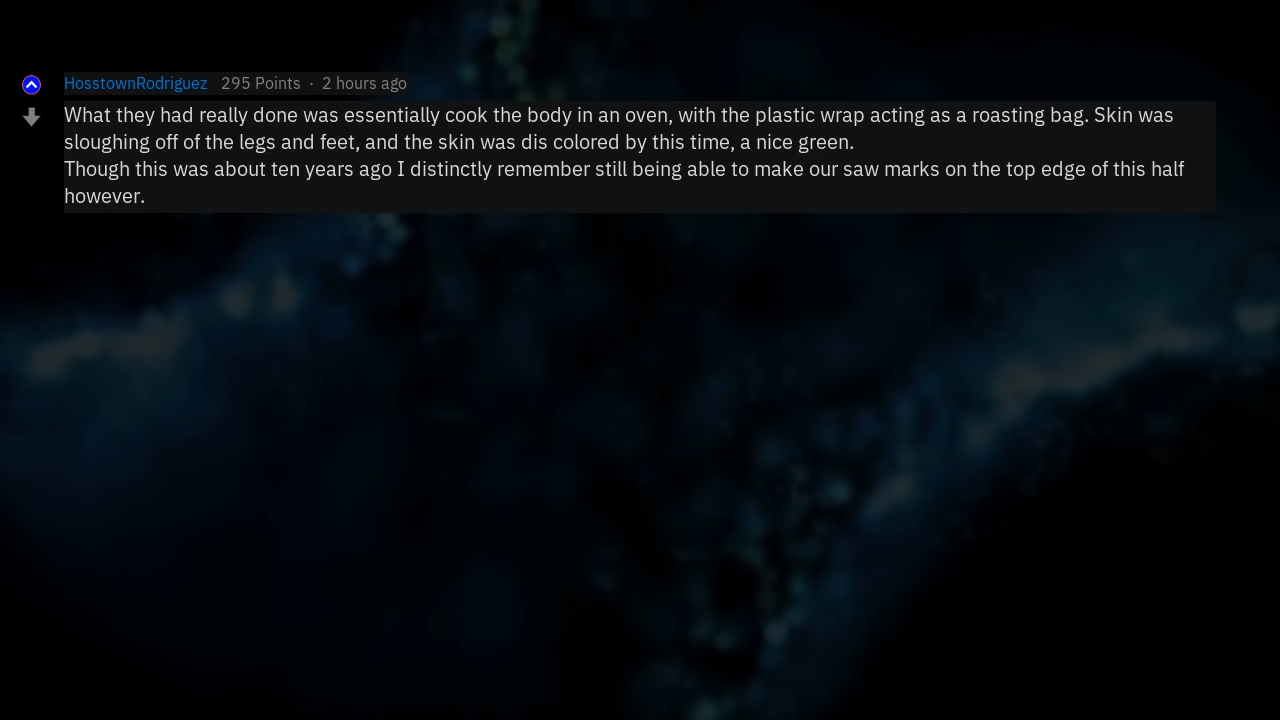 HosstownRodriguez 295 Points · 2 hours ago
What they had really done was essentially cook the body in an oven, with the plastic wrap acting as a roasting bag. Skin was
sloughing off of the legs and feet, and the skin was dis colored by this time, a nice green.
Though this was about ten years ago I distinctly remember still being able to make our saw marks on the top edge of this half
however.